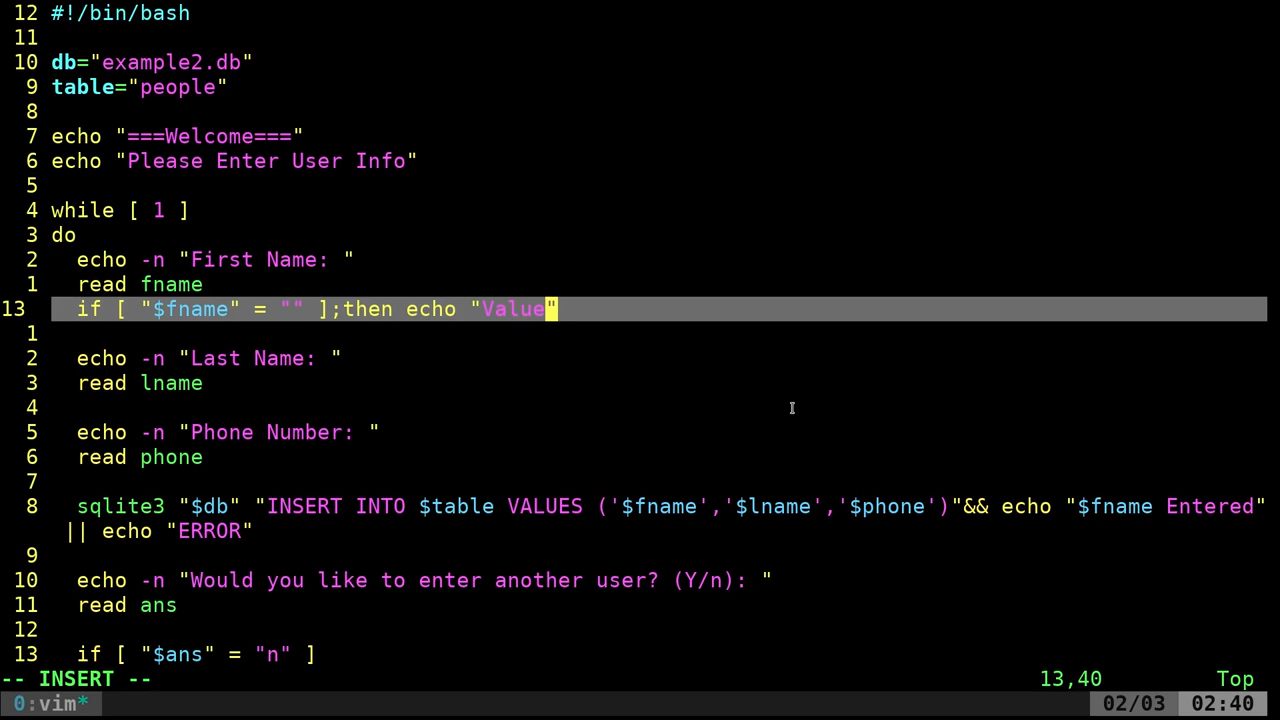 12 #!/bin/bash
11
10 db="example2.db"
9 table="people"
8
7 echo "===Welcome==="
6 echo "Please Enter User Info"
5
4 while [ 1 ]
3 do
2   echo -n "First Name: "
1   read fname
13   if [ "$fname" = "" ];then echo "Value"
1
2   echo -n "Last Name: "
3   read lname
4
5   echo -n "Phone Number: "
6   read phone
7
8   sqlite3 "$db" "INSERT INTO $table VALUES ('$fname','$lname','$phone')"&& echo "$fname Entered"
|| echo "ERROR"
9
10   echo -n "Would you like to enter another user? (Y/n): "
11   read ans
12
13   if [ "$ans" = "n" ]
-- INSERT -- 13,40 Top
0:vim* 02/03 02:40